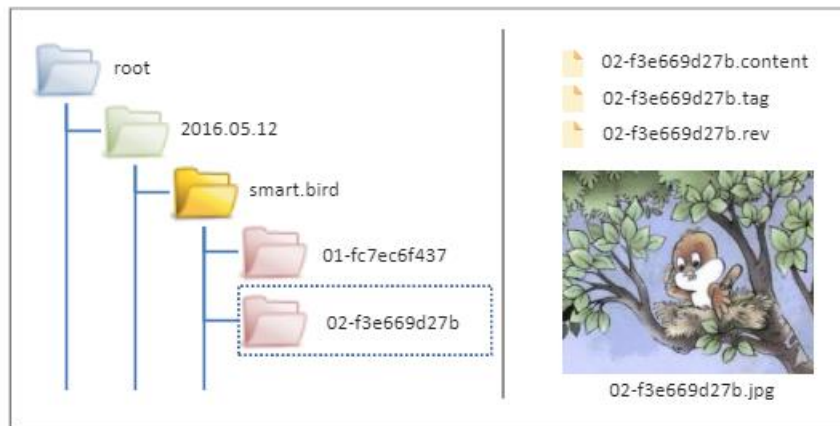 root
2016.05.12
smart.bird
01-fc7ec6f437
02-f3e669d27b
02-f3e669d27b.content
02-f3e669d27b.tag
02-f3e669d27b.rev
02-f3e669d27b.jpg